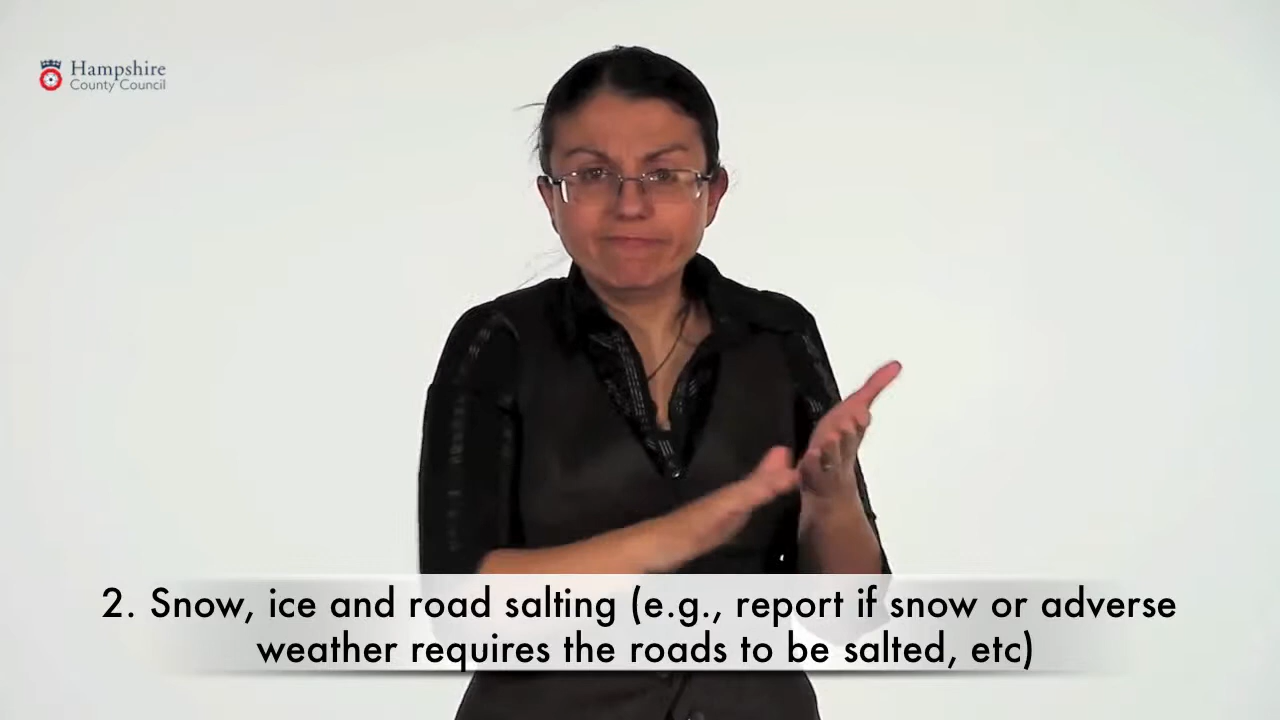 Hampshire
County Council
2. Snow, ice and road salting (e.g., report if snow or adverse
weather requires the roads to be salted, etc)